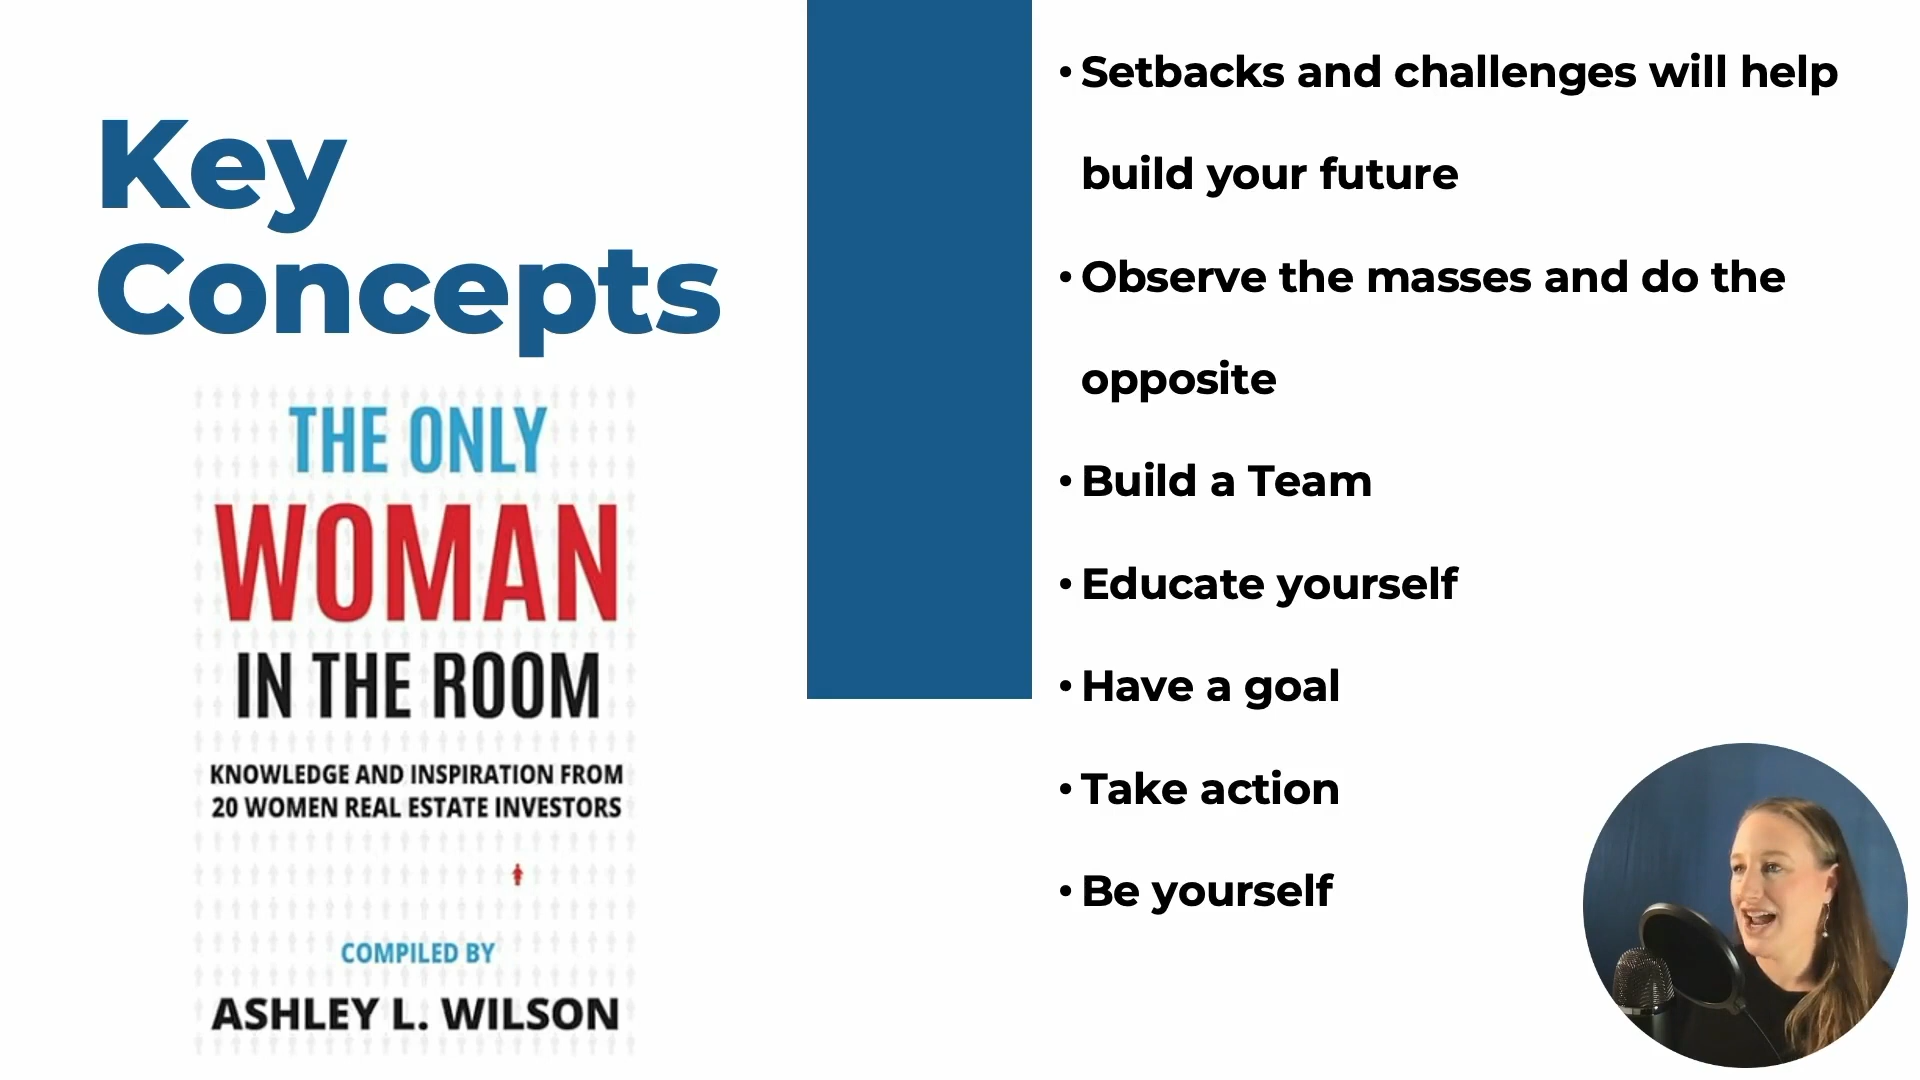 Key
Concepts
THE ONLY
WOMAN
IN THE ROOM
KNOWLEDGE AND INSPIRATION FROM
20 WOMEN REAL ESTATE INVESTORS
COMPILED BY
ASHLEY L. WILSON
• Setbacks and challenges will help
build your future
• Observe the masses and do the
opposite
• Build a Team
• Educate yourself
• Have a goal
• Take action
• Be yourself